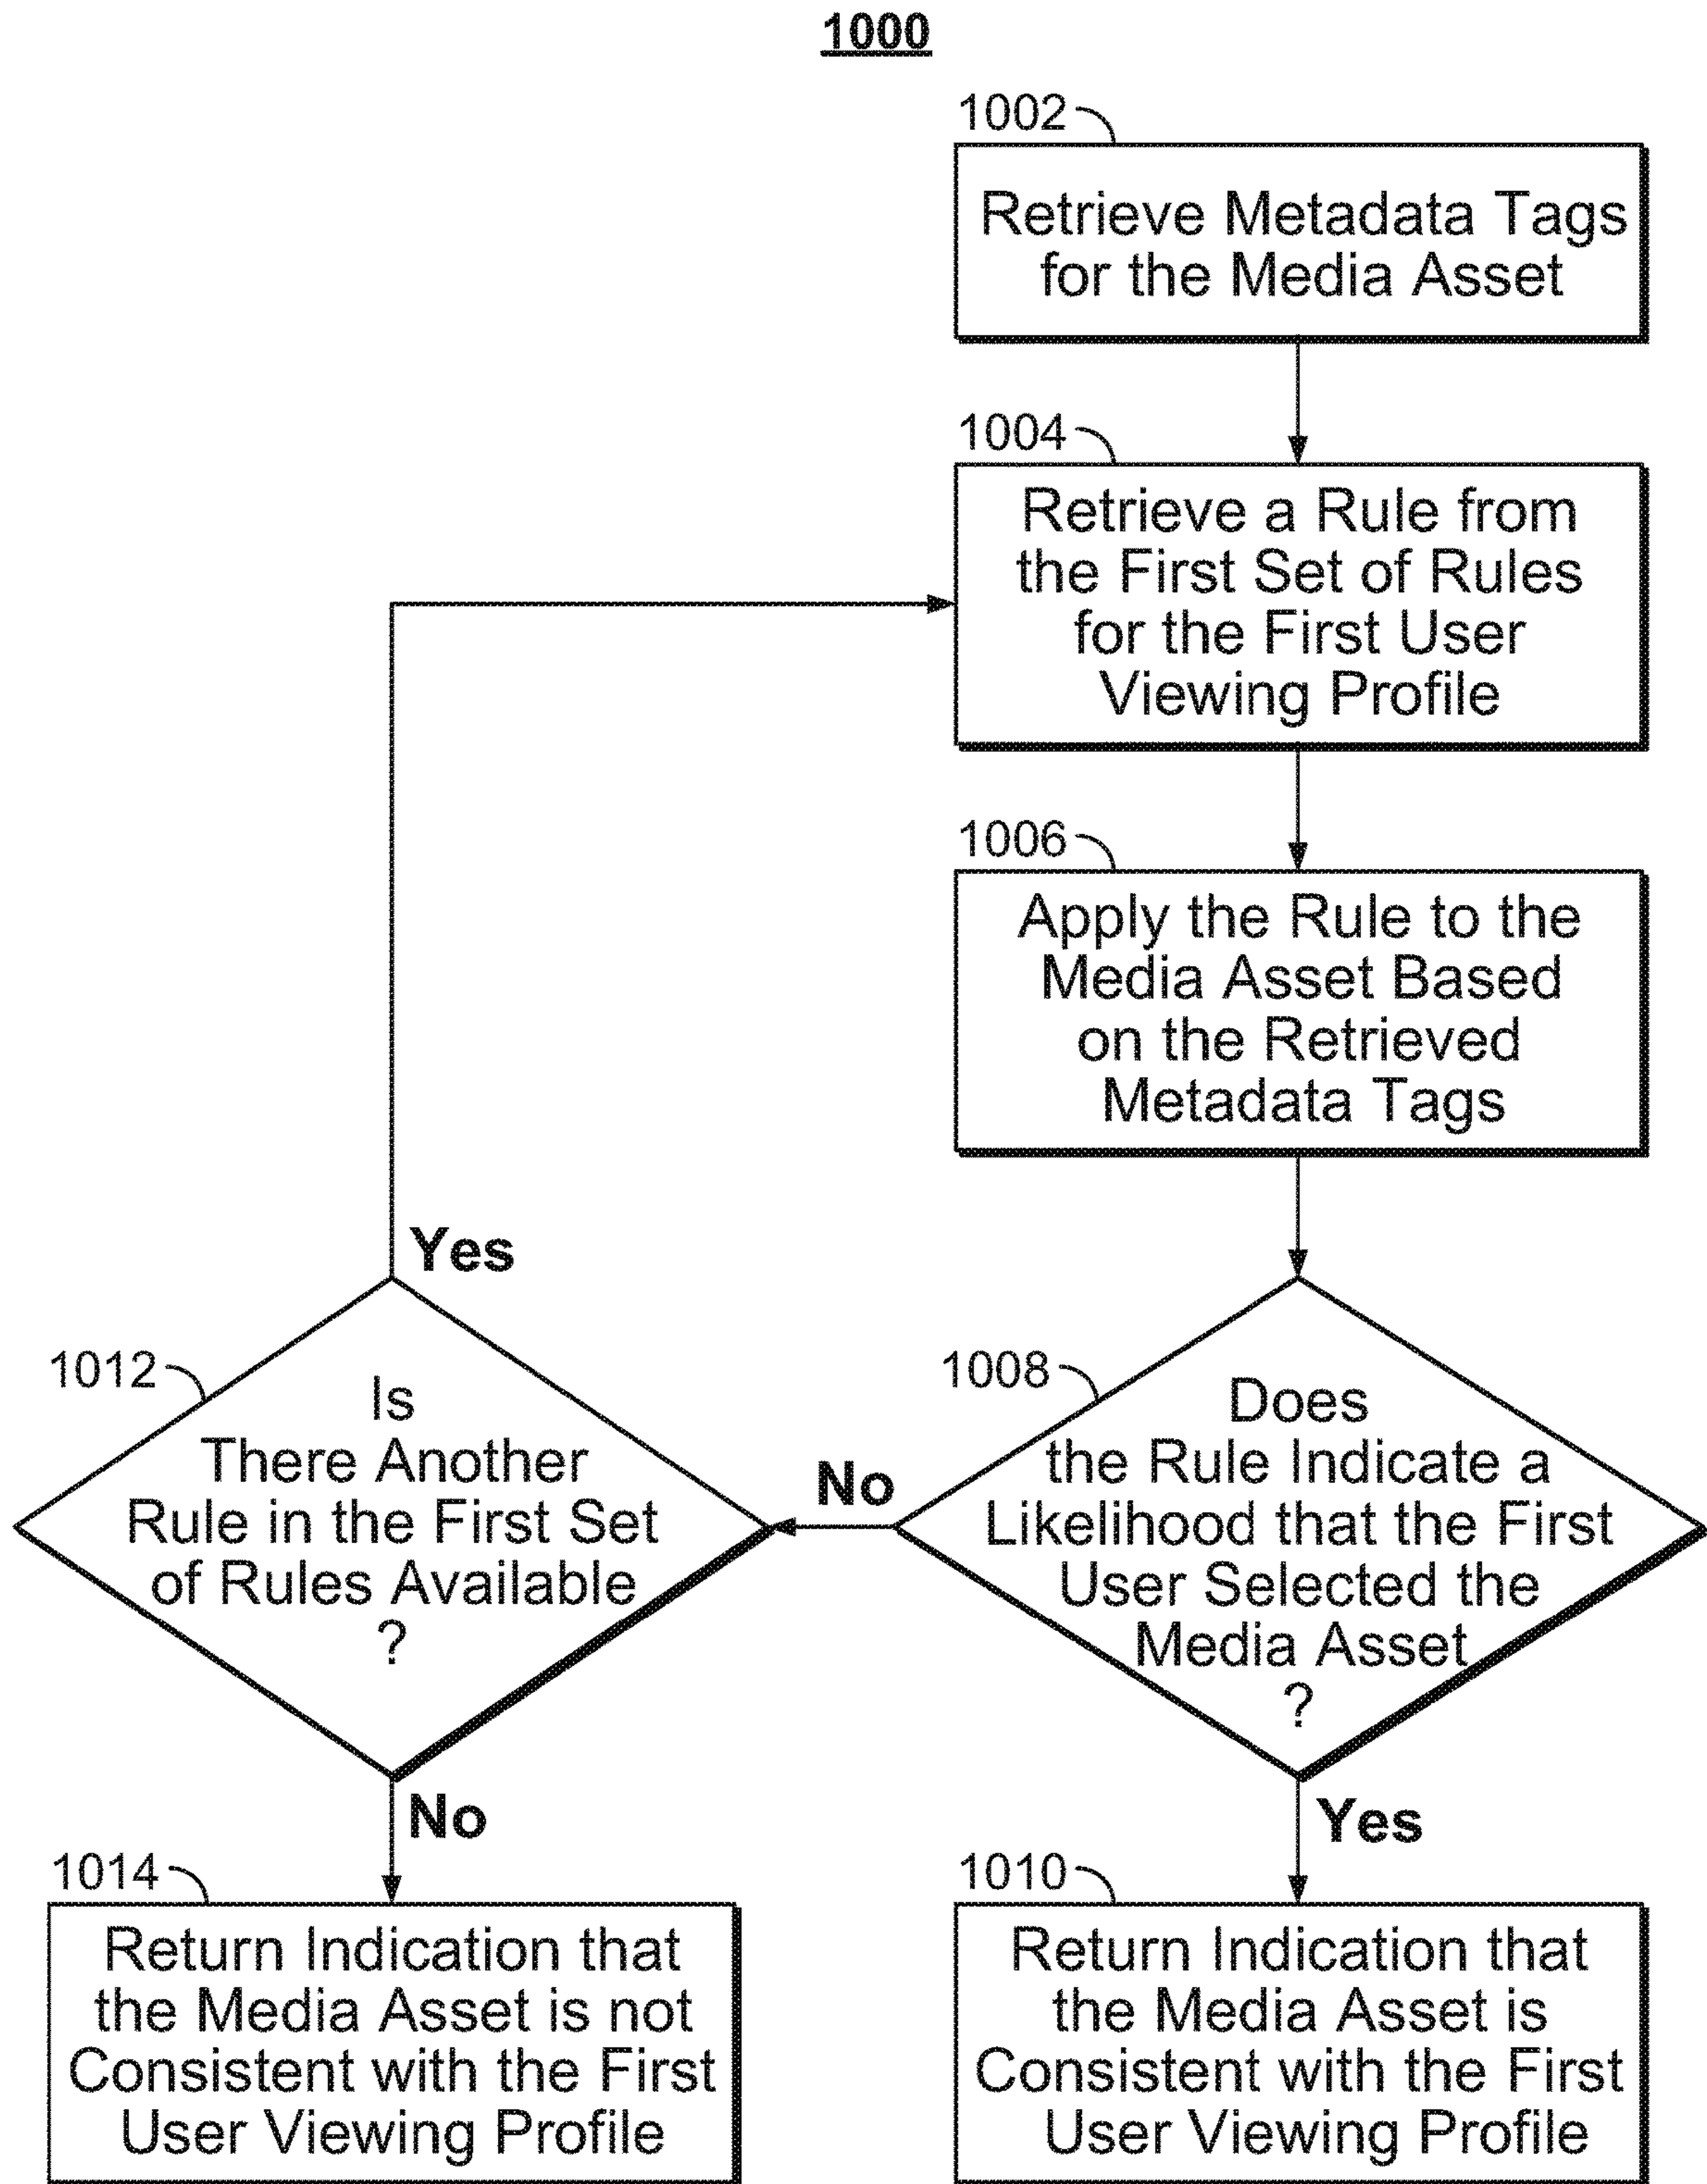 1000
1002
Retrieve Metadata Tags
for the Media Asset
1004
Retrieve a Rule from
the First Set of Rules
for the First User
Viewing Profile
1006
Apply the Rule to the
Media Asset Based
on the Retrieved
Metadata Tags
1008
Does
the Rule Indicate a
Likelihood that the First
User Selected the
Media Asset
?
No
Yes
1012
Is
There Another
Rule in the First Set
of Rules Available
?
Yes
No
1014
Return Indication that
the Media Asset is not
Consistent with the First
User Viewing Profile
1010
Return Indication that
the Media Asset is
Consistent with the First
User Viewing Profile